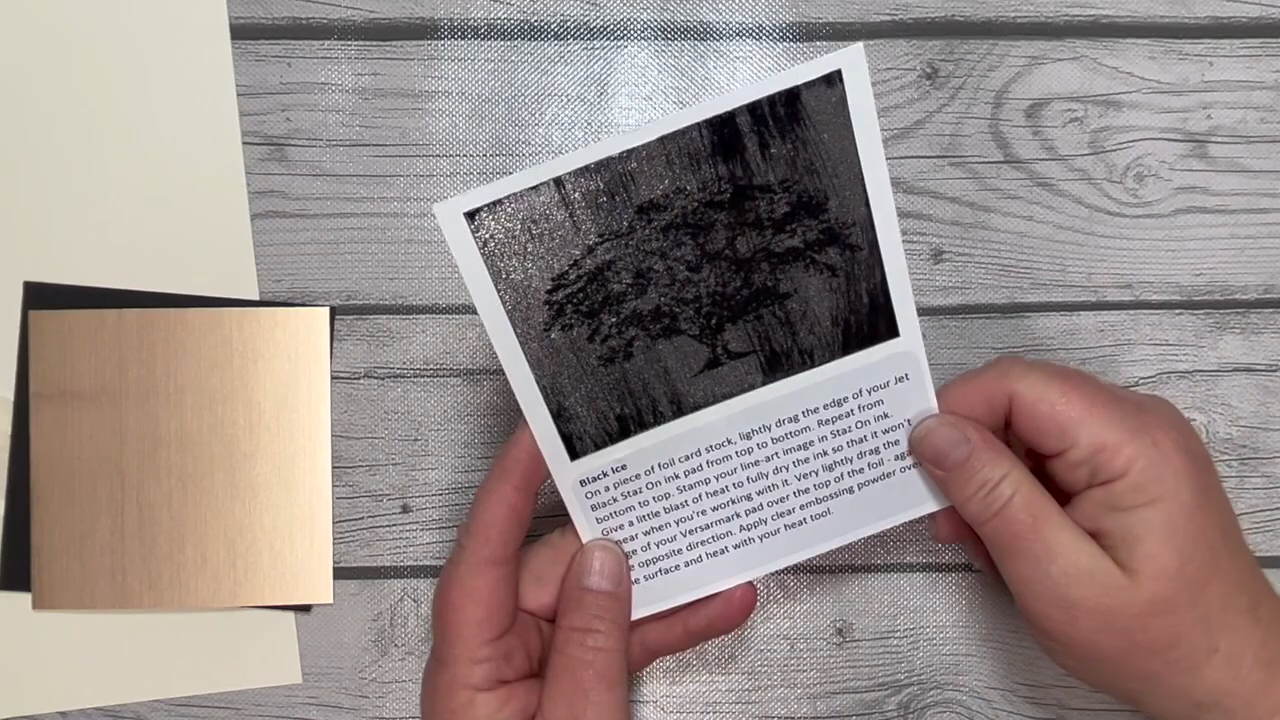 Black Ice
On a piece of foil card stock, lightly drag the edge of your Jet
Black Staz On ink pad from top to bottom. Repeat from
bottom to top. Stamp your line-art image in Staz On ink.
Give a little blast of heat to fully dry the ink so that it won't
when you're working with it. Very lightly drag the
of your Versarmark pad over the top of the foil -
opposite direction. Apply clear embossing powder over
surface and heat with your heat tool.